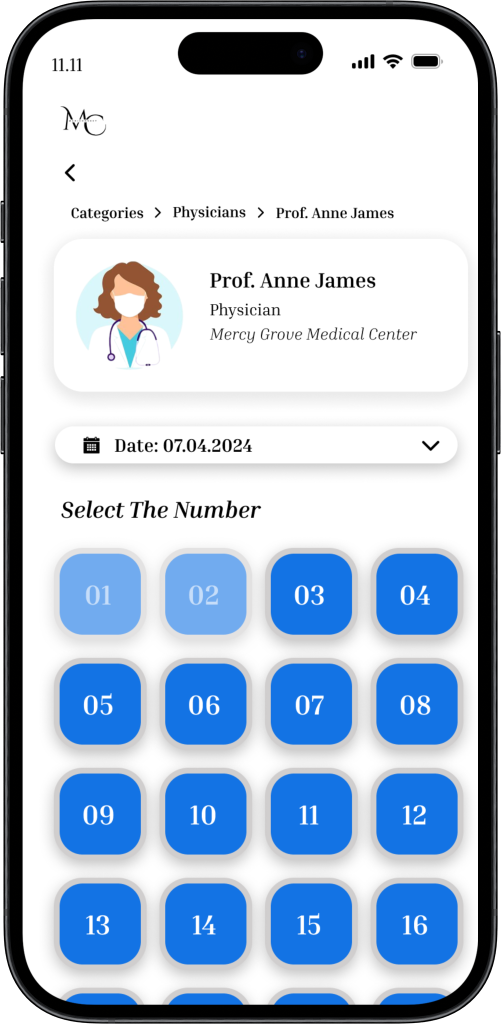 11.11
MC
Categories > Physicians > Prof. Anne James
Prof. Anne James
Physician
Mercy Grove Medical Center
Date: 07.04.2024
Select The Number
01 02 03 04
05 06 07 08
09 10 11 12
13 14 15 16